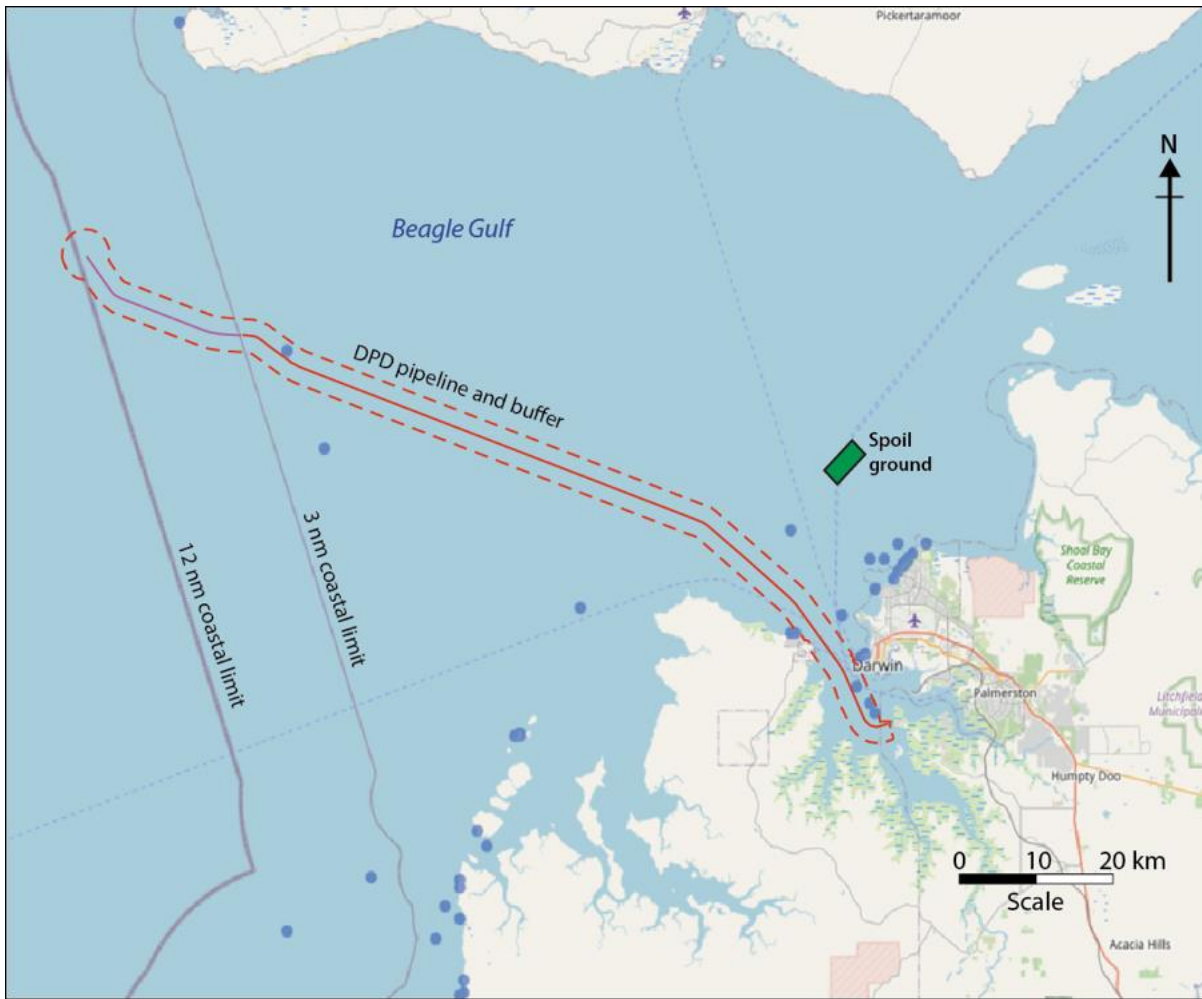 Pickertaramoor
N
Beagle Gulf
DPD pipeline and buffer
Spoil
ground
12 nm coastal limit
3 nm coastal limit
Shoal Bay
Coastal
Reserve
Darwin
Palmerston
Litchfield
Humpty Doo
0 10 20 km
Scale
Acacia Hills